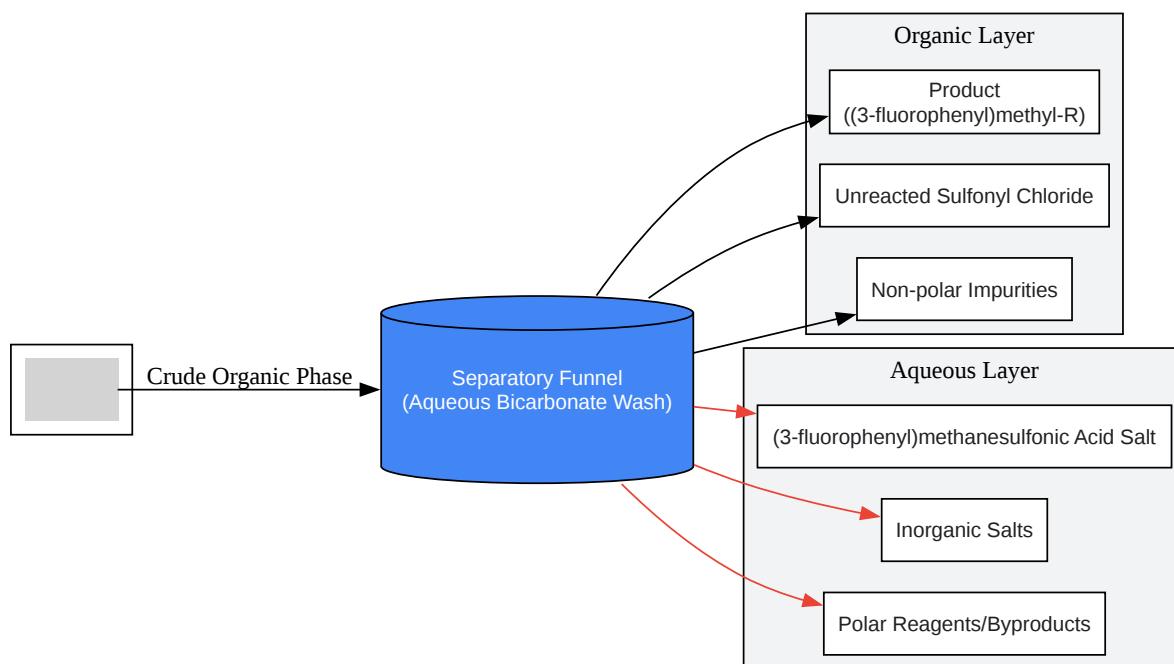 Crude Organic Phase
Separatory Funnel
(Aqueous Bicarbonate Wash)
Organic Layer
Product
((3-fluorophenyl)methyl-R)
Unreacted Sulfonyl Chloride
Non-polar Impurities
Aqueous Layer
(3-fluorophenyl)methanesulfonic Acid Salt
Inorganic Salts
Polar Reagents/Byproducts